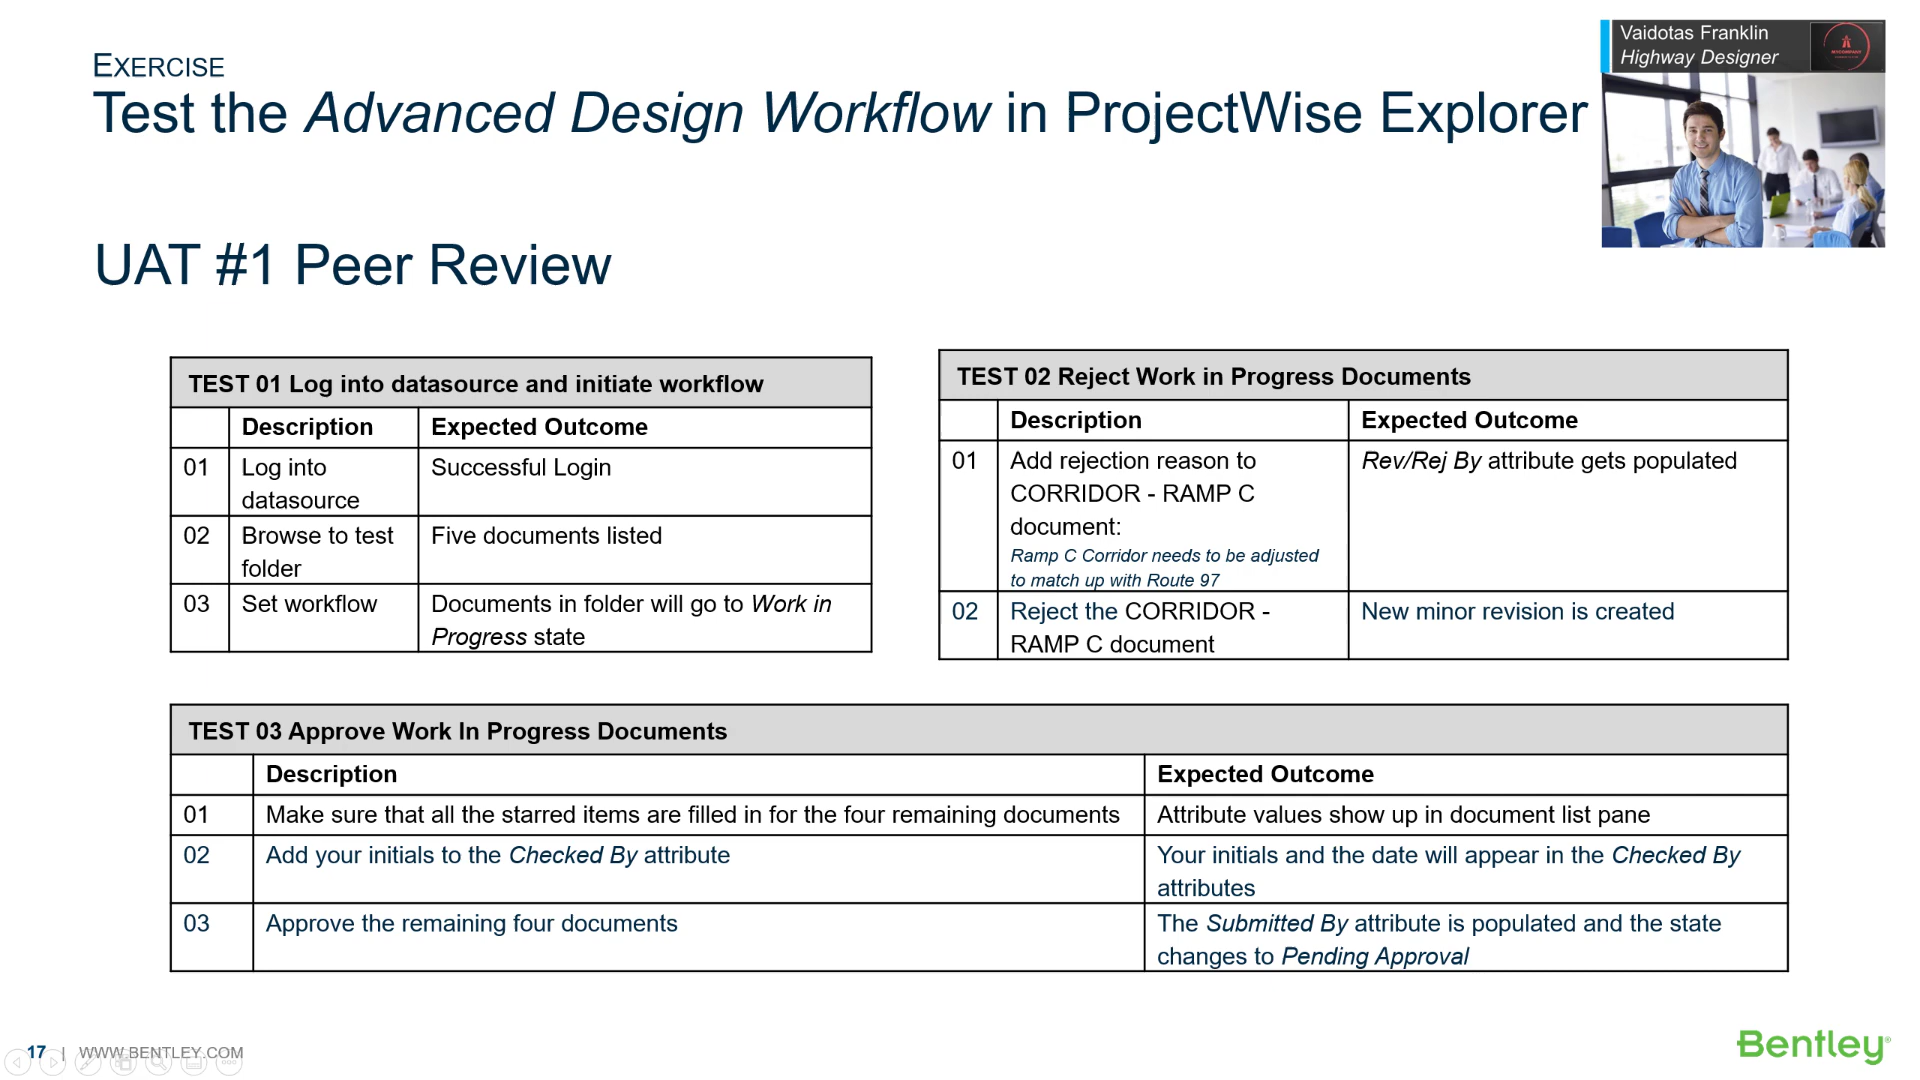 Vaidotas Franklin
Highway Designer
MYCOMPANY
EXERCISE
Test the Advanced Design Workflow in ProjectWise Explorer
UAT #1 Peer Review
TEST 01 Log into datasource and initiate workflow
Description Expected Outcome
01 Log into Successful Login
datasource
02 Browse to test Five documents listed
folder
03 Set workflow Documents in folder will go to Work in
Progress state
TEST 02 Reject Work in Progress Documents
Description Expected Outcome
01 Add rejection reason to Rev/Rej By attribute gets populated
CORRIDOR - RAMP C
document:
Ramp C Corridor needs to be adjusted
to match up with Route 97
02 Reject the CORRIDOR - New minor revision is created
RAMP C document
TEST 03 Approve Work In Progress Documents
Description Expected Outcome
01 Make sure that all the starred items are filled in for the four remaining documents Attribute values show up in document list pane
02 Add your initials to the Checked By attribute Your initials and the date will appear in the Checked By
attributes
03 Approve the remaining four documents The Submitted By attribute is populated and the state
changes to Pending Approval
17 | WWW.BENTLEY.COM
Bentley®